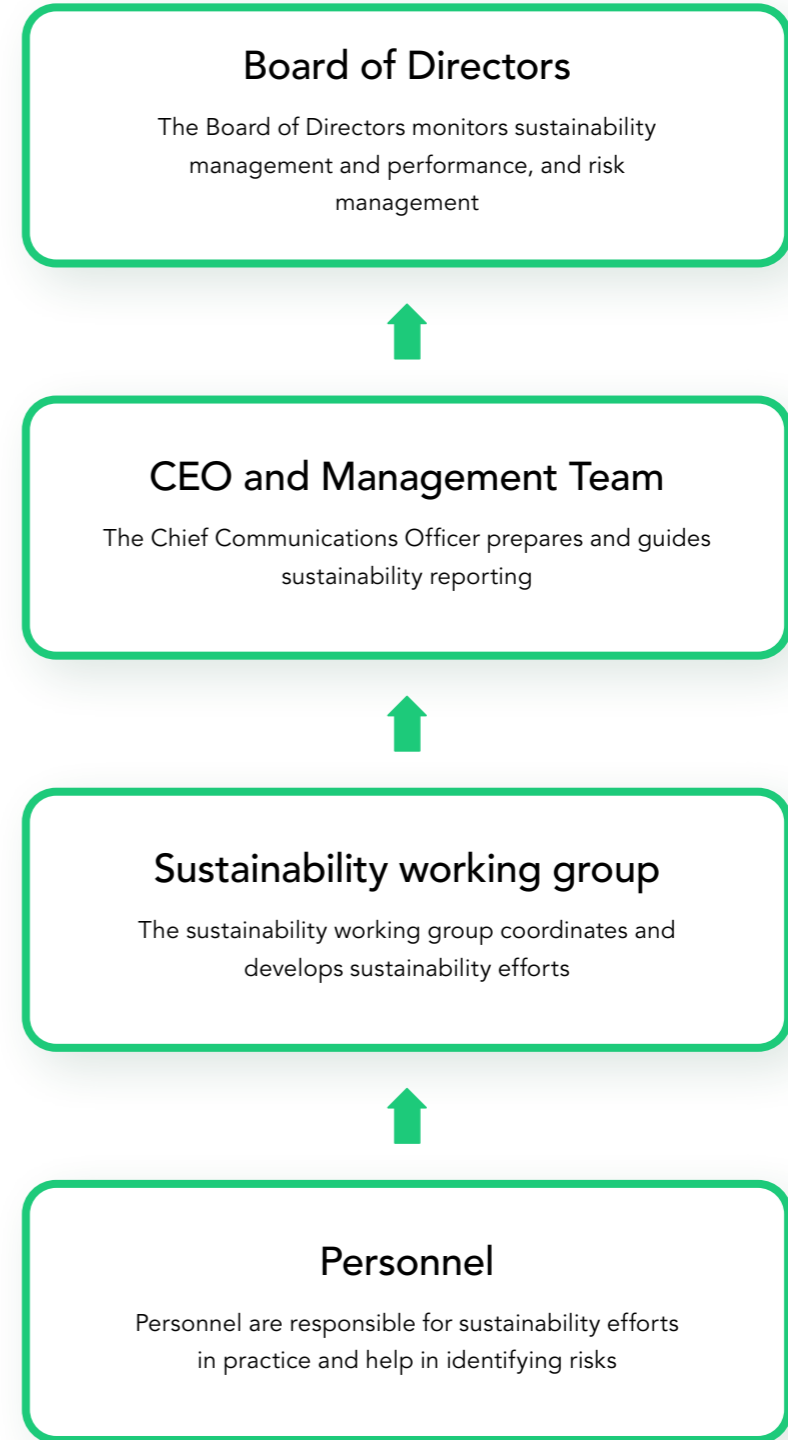 Board of Directors
The Board of Directors monitors sustainability
management and performance, and risk
management
CEO and Management Team
The Chief Communications Officer prepares and guides
sustainability reporting
Sustainability working group
The sustainability working group coordinates and
develops sustainability efforts
Personnel
Personnel are responsible for sustainability efforts
in practice and help in identifying risks